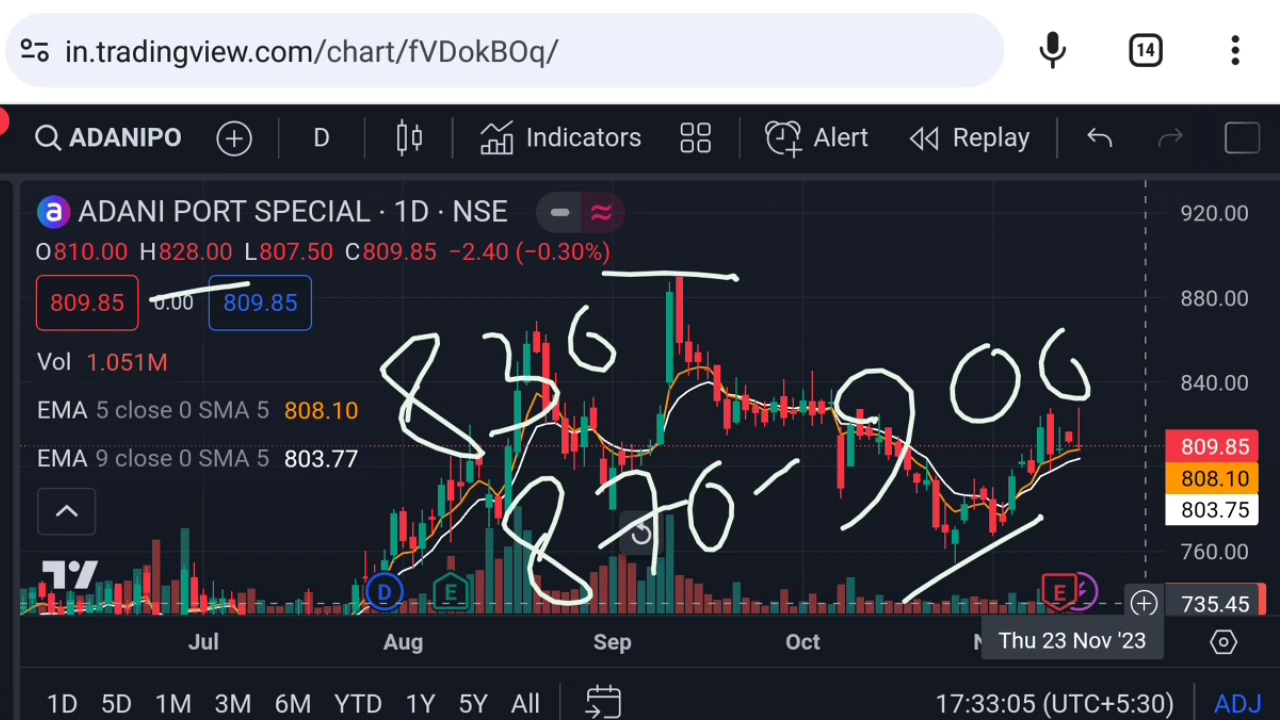 in.tradingview.com/chart/fVDokBOq/ 14
ADANIPO D Indicators Alert Replay
a ADANI PORT SPECIAL · 1D · NSE
O810.00 H828.00 L807.50 C809.85 −2.40 (−0.30%)
809.85 0.00 809.85
Vol 1.051M
EMA 5 close 0 SMA 5 808.10
EMA 9 close 0 SMA 5 803.77
830
870-900
920.00
880.00
840.00
809.85
808.10
803.75
760.00
735.45
D E E
Jul Aug Sep Oct N Thu 23 Nov '23
1D 5D 1M 3M 6M YTD 1Y 5Y All 17:33:05 (UTC+5:30) ADJ